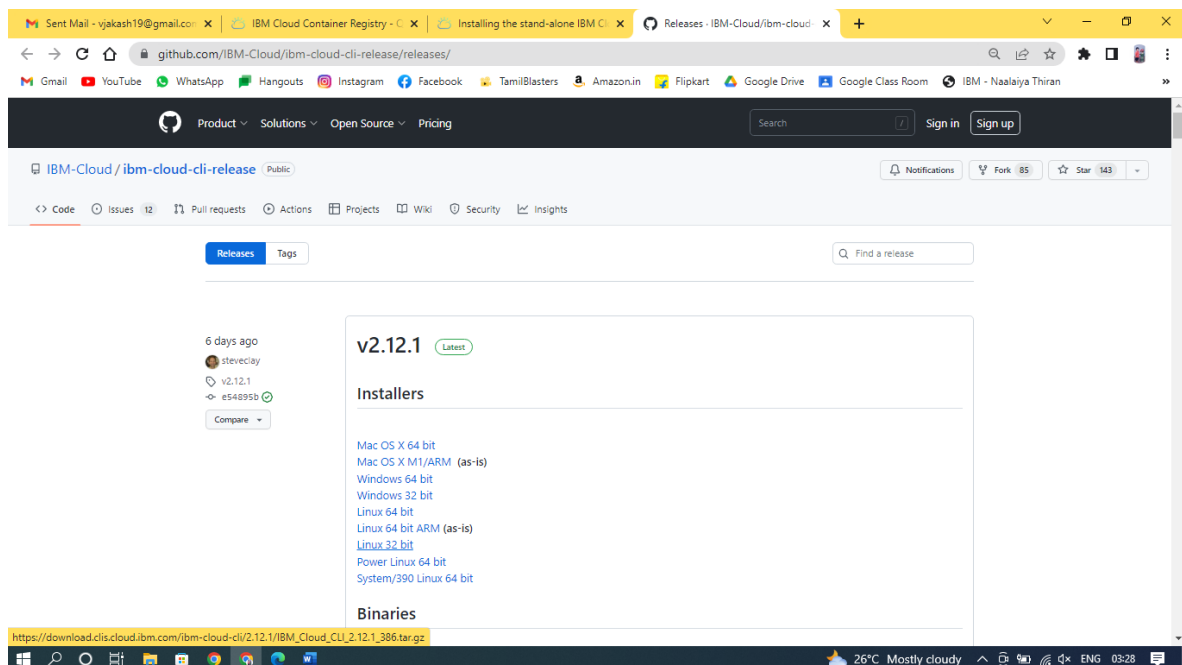 Sent Mail - vjakash19@gmail.con
IBM Cloud Container Registry - C
Installing the stand-alone IBM Cl
Releases · IBM-Cloud/ibm-cloud-
github.com/IBM-Cloud/ibm-cloud-cli-release/releases/
Gmail YouTube WhatsApp Hangouts Instagram Facebook TamilBlasters Amazon.in Flipkart Google Drive Google Class Room IBM - Naalaiya Thiran »
Product Solutions Open Source Pricing Search / Sign in Sign up
IBM-Cloud / ibm-cloud-cli-release Public Notifications Fork 85 Star 143
<> Code Issues 12 Pull requests Actions Projects Wiki Security Insights
Releases Tags Find a release
6 days ago
steveclay
v2.12.1
e54895b
Compare
v2.12.1 Latest
Installers
Mac OS X 64 bit
Mac OS X M1/ARM (as-is)
Windows 64 bit
Windows 32 bit
Linux 64 bit
Linux 64 bit ARM (as-is)
Linux 32 bit
Power Linux 64 bit
System/390 Linux 64 bit
Binaries
https://download.clis.cloud.ibm.com/ibm-cloud-cli/2.12.1/IBM_Cloud_CLI_2.12.1_386.tar.gz
26°C Mostly cloudy ENG 03:28